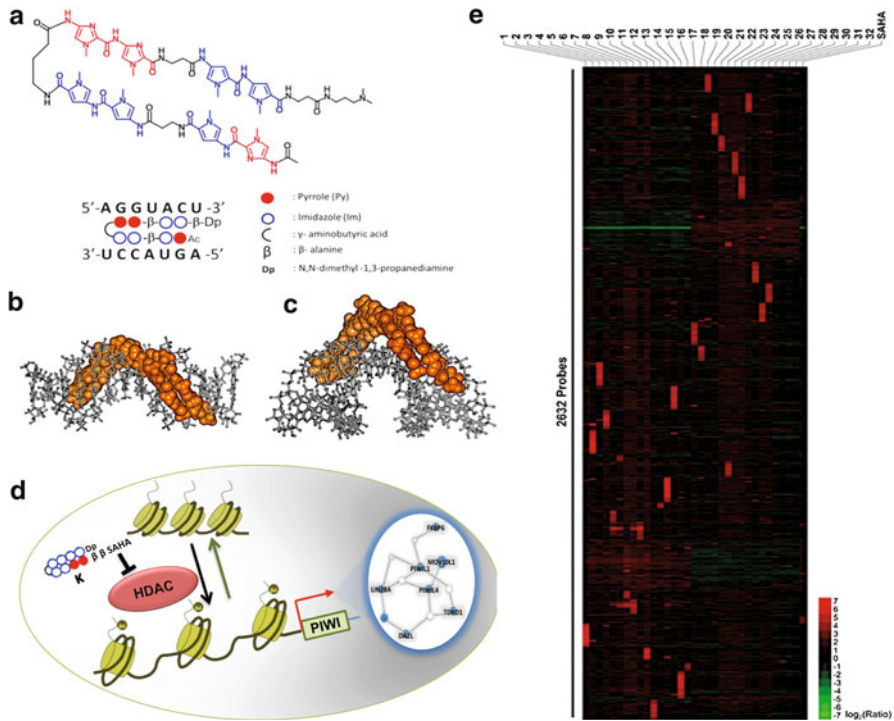 a
5′-A G G U A C U -3′
-β- -β-Dp
-β- Ac
3′-U C C A U G A -5′
: Pyrrole (Py)
: Imidazole (Im)
: γ- aminobutyric acid
β : β- alanine
Dp : N,N-dimethyl-1,3-propanediamine
b
c
d
Dp
β β SAHA
K
HDAC
PIWI
FKBP6
PIWIL1
MOV10L1
LIN28A
PIWIL4
TDRD1
DAZL
e
1 2 3 4 5 6 7 8 9 10 11 12 13 14 15 16 17 18 19 20 21 22 23 24 25 26 27 28 29 30 31 32 SAHA
2632 Probes
7
6
5
4
3
2
1
0
-1
-2
-3
-4
-5
-6
-7
log₂(Ratio)